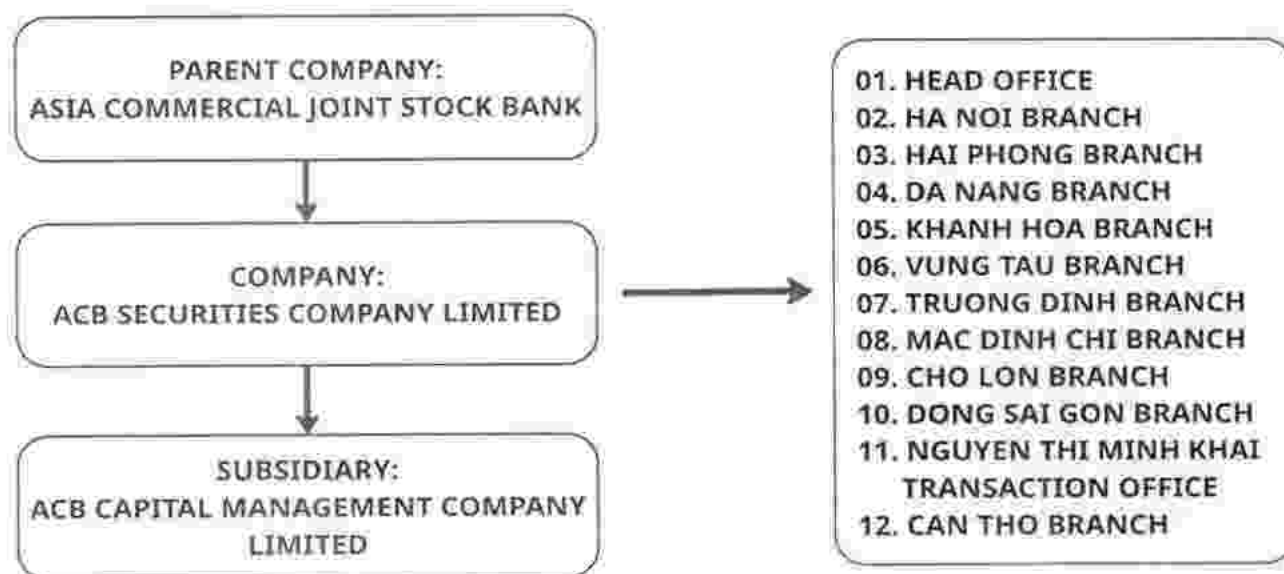 PARENT COMPANY:
ASIA COMMERCIAL JOINT STOCK BANK
COMPANY:
ACB SECURITIES COMPANY LIMITED
SUBSIDIARY:
ACB CAPITAL MANAGEMENT COMPANY
LIMITED
01. HEAD OFFICE
02. HA NOI BRANCH
03. HAI PHONG BRANCH
04. DA NANG BRANCH
05. KHANH HOA BRANCH
06. VUNG TAU BRANCH
07. TRUONG DINH BRANCH
08. MAC DINH CHI BRANCH
09. CHO LON BRANCH
10. DONG SAI GON BRANCH
11. NGUYEN THI MINH KHAI
TRANSACTION OFFICE
12. CAN THO BRANCH